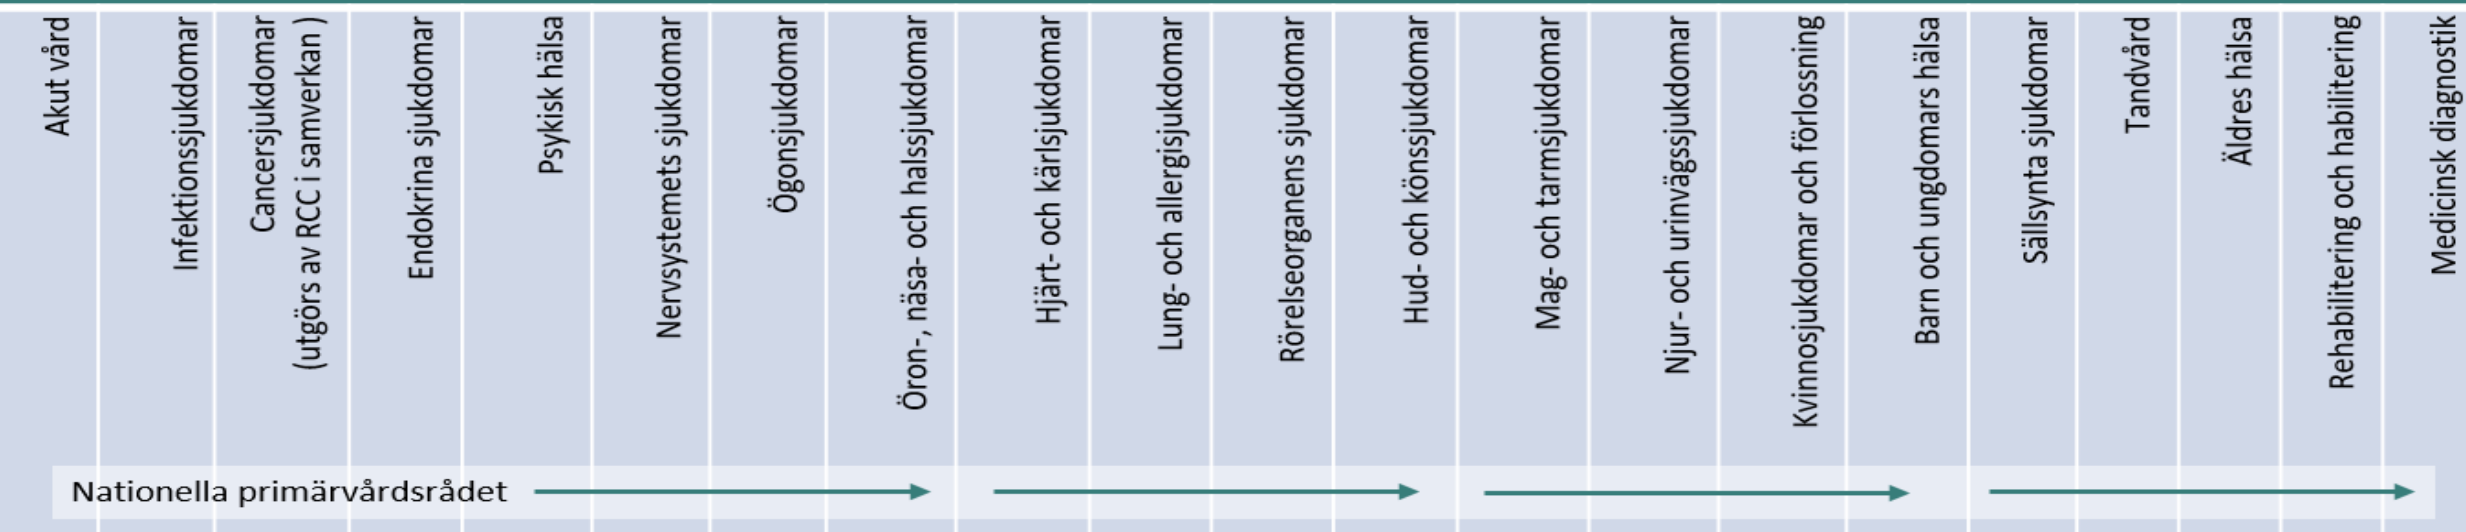 Akut vård
Infektionssjukdomar
Cancersjukdomar
(utgörs av RCC i samverkan )
Endokrina sjukdomar
Psykisk hälsa
Nervsystemets sjukdomar
Ögonsjukdomar
Öron-, näsa- och halssjukdomar
Hjärt- och kärlsjukdomar
Lung- och allergisjukdomar
Rörelseorganens sjukdomar
Hud- och könssjukdomar
Mag- och tarmsjukdomar
Njur- och urinvägssjukdomar
Kvinnosjukdomar och förlossning
Barn och ungdomars hälsa
Sällsynta sjukdomar
Tandvård
Äldres hälsa
Rehabilitering och habilitering
Medicinsk diagnostik
Nationella primärvårdsrådet